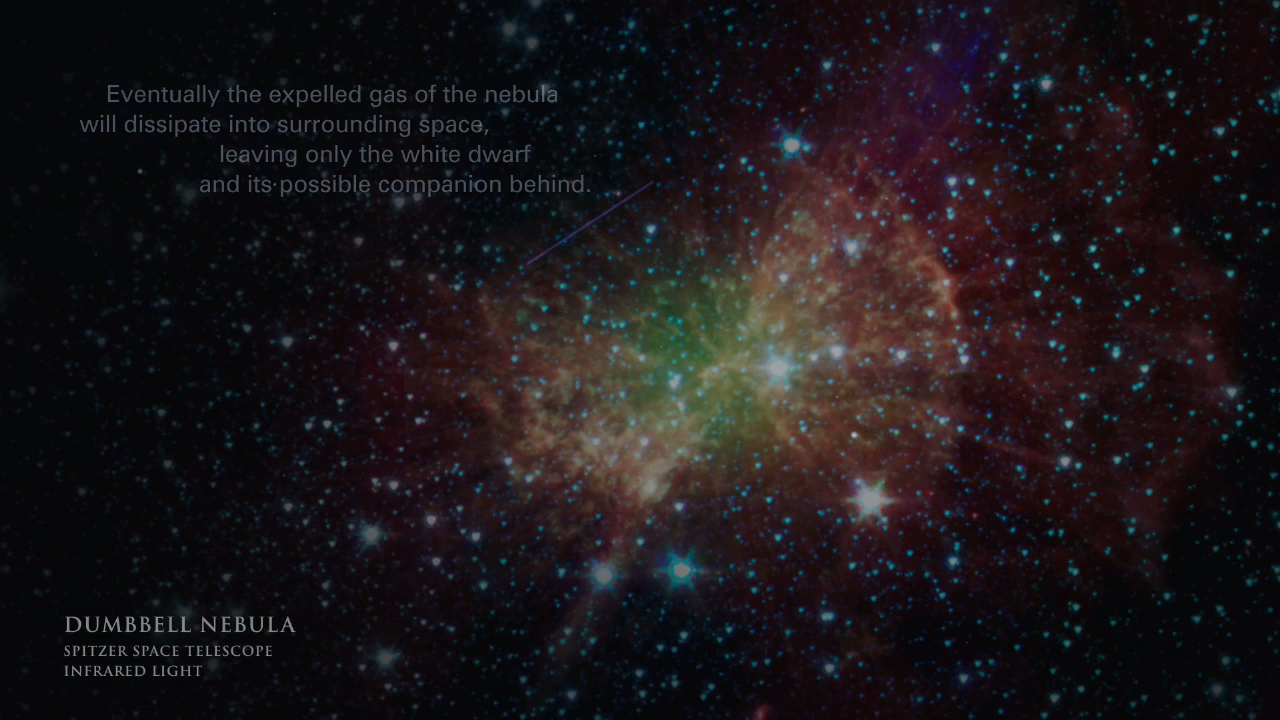 Eventually the expelled gas of the nebula
will dissipate into surrounding space,
leaving only the white dwarf
and its possible companion behind.
DUMBBELL NEBULA
SPITZER SPACE TELESCOPE
INFRARED LIGHT